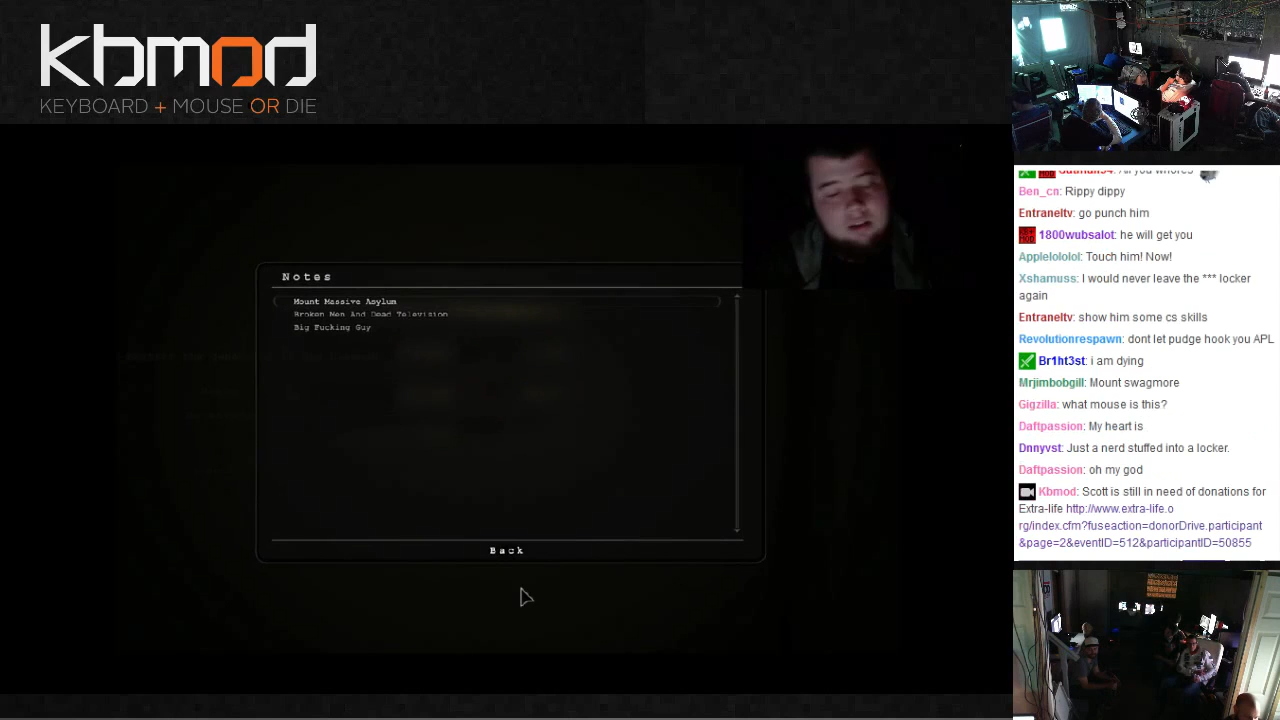 kbmod
KEYBOARD + MOUSE OR DIE
Notes
Mount Massive Asylum
Broken Men And Dead Television
Big Fucking Guy
Back
Ben_cn: Rippy dippy
Entraneltv: go punch him
1800wubsalot: he will get you
Applelololol: Touch him! Now!
Xshamuss: I would never leave the *** locker
again
Entraneltv: show him some cs skills
Revolutionrespawn: dont let pudge hook you APL
Br1ht3st: i am dying
Mrjimbobgill: Mount swagmore
Gigzilla: what mouse is this?
Daftpassion: My heart is
Dnnyvst: Just a nerd stuffed into a locker.
Daftpassion: oh my god
Kbmod: Scott is still in need of donations for
Extra-life http://www.extra-life.o
rg/index.cfm?fuseaction=donorDrive.participant
&page=2&eventID=512&participantID=50855